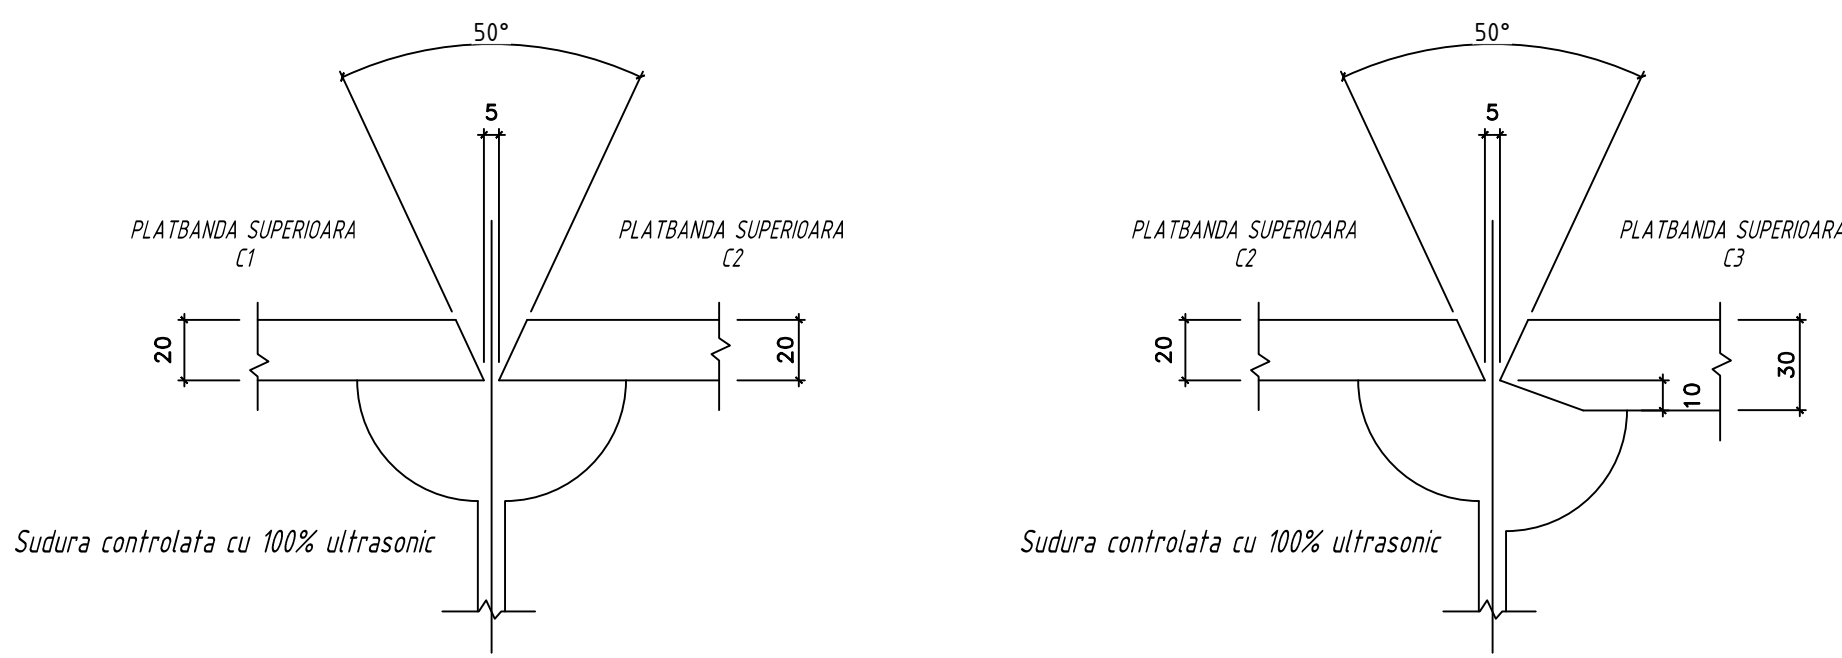 50°
5
PLATBANDA SUPERIOARA
C1
PLATBANDA SUPERIOARA
C2
20
20
Sudura controlata cu 100% ultrasonic
50°
5
PLATBANDA SUPERIOARA
C2
PLATBANDA SUPERIOARA
C3
20
10
30
Sudura controlata cu 100% ultrasonic